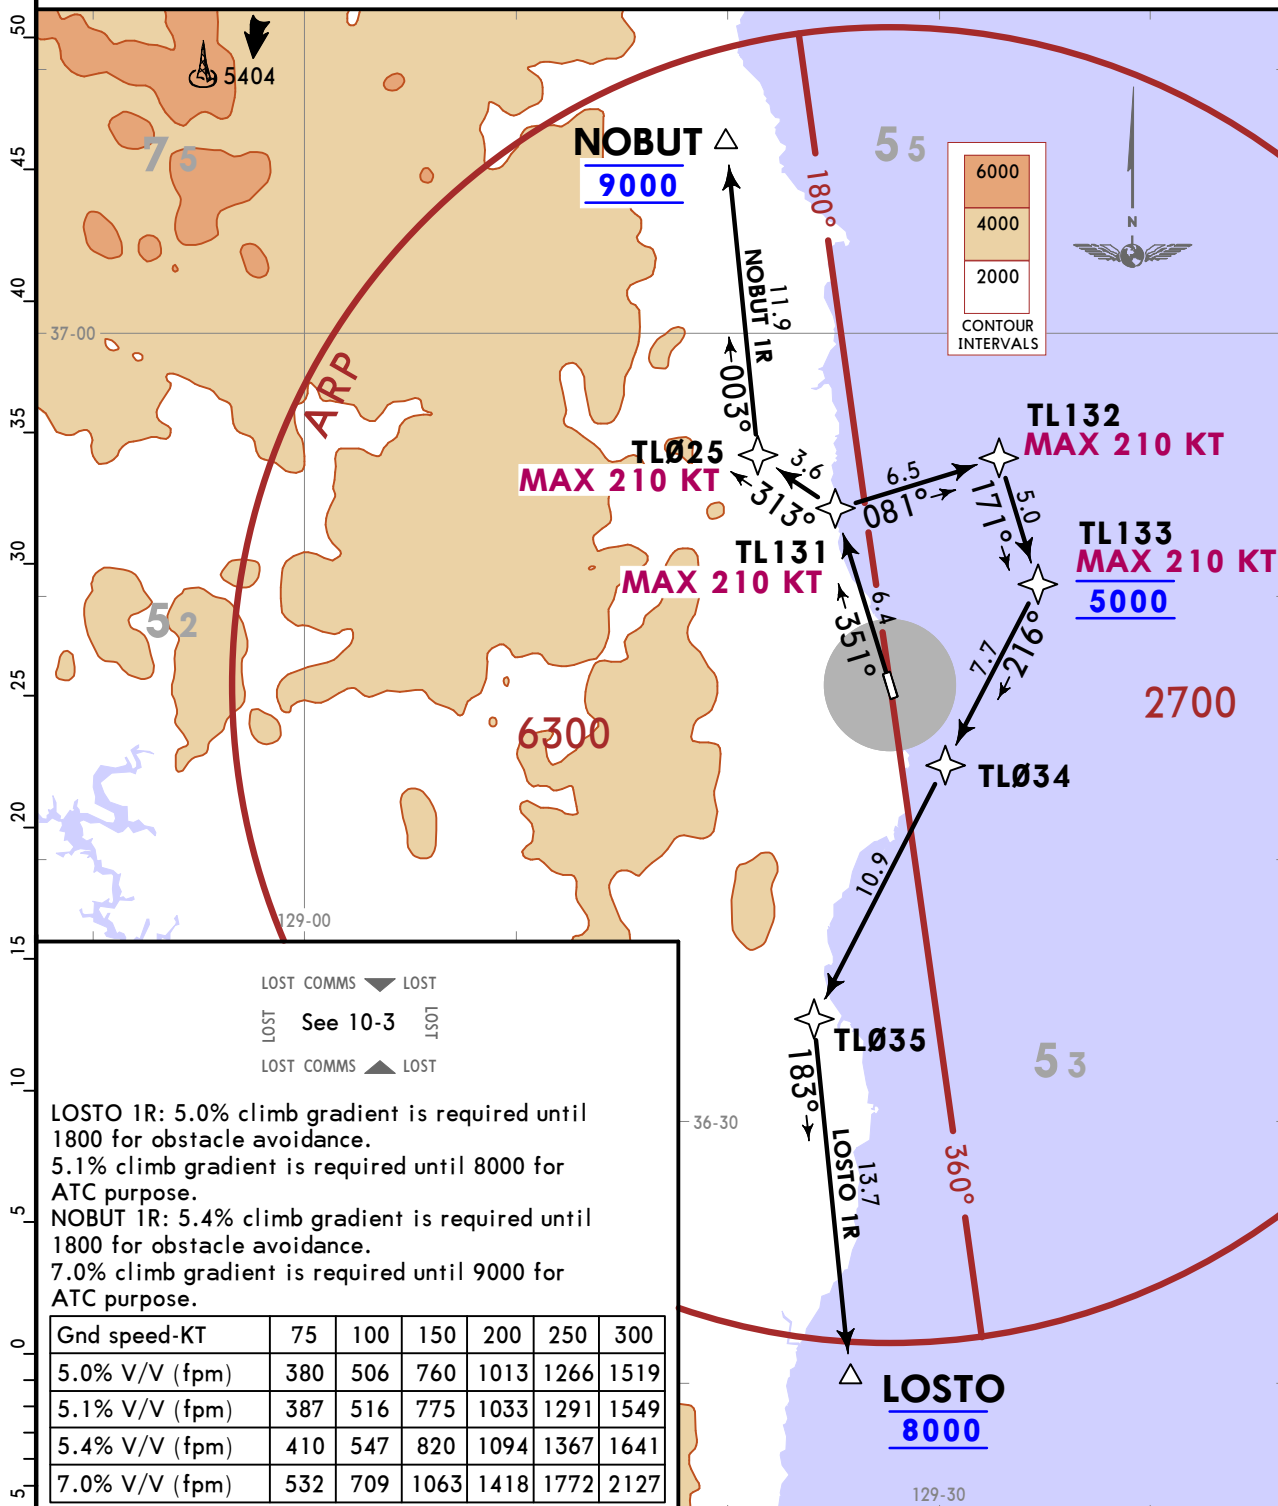 50
45
40
35
30
25
20
15
10
5
0
5
5404
7 5
5 5
5 2
5 3
NOBUT
9000
180°
6000
4000
2000
CONTOUR
INTERVALS
N
37-00
ARP
NOBUT 1R
11.9
003°
TLØ25
MAX 210 KT
3.6
313°
6.5
081°
TL132
MAX 210 KT
171°
5.0
TL131
MAX 210 KT
TL133
MAX 210 KT
5000
6.4
351°
7.7
216°
2700
6300
TLØ34
10.9
129-00
TLØ35
183°
LOSTO 1R
13.7
36-30
360°
LOSTO
8000
129-30
LOST COMMS LOST
LOST See 10-3 LOST
LOST COMMS LOST
LOSTO 1R: 5.0% climb gradient is required until
1800 for obstacle avoidance.
5.1% climb gradient is required until 8000 for
ATC purpose.
NOBUT 1R: 5.4% climb gradient is required until
1800 for obstacle avoidance.
7.0% climb gradient is required until 9000 for
ATC purpose.
Gnd speed-KT 75 100 150 200 250 300
5.0% V/V (fpm) 380 506 760 1013 1266 1519
5.1% V/V (fpm) 387 516 775 1033 1291 1549
5.4% V/V (fpm) 410 547 820 1094 1367 1641
7.0% V/V (fpm) 532 709 1063 1418 1772 2127